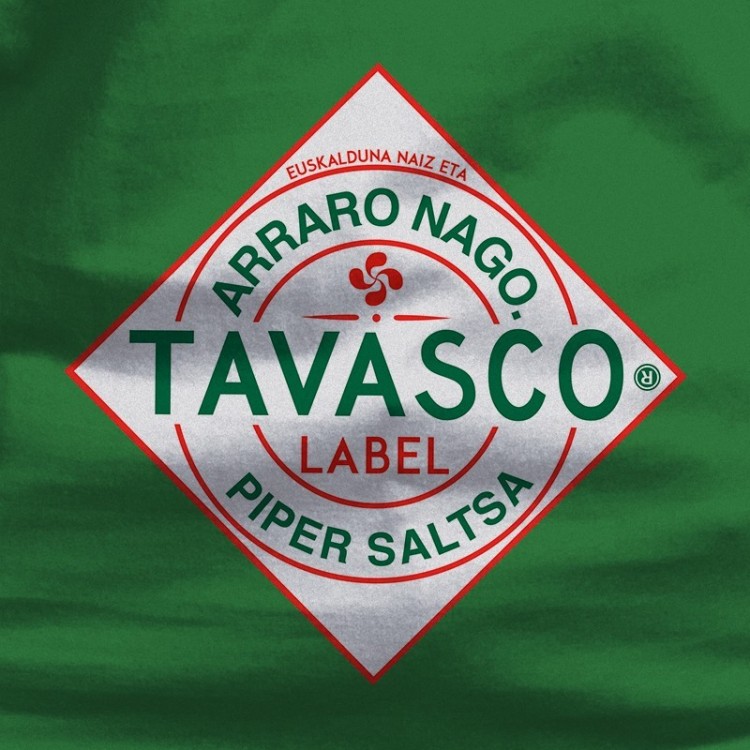 EUSKALDUNA NAIZ ETA
ARRARO NAGO.
TAVASCO®
LABEL
PIPER SALTSA